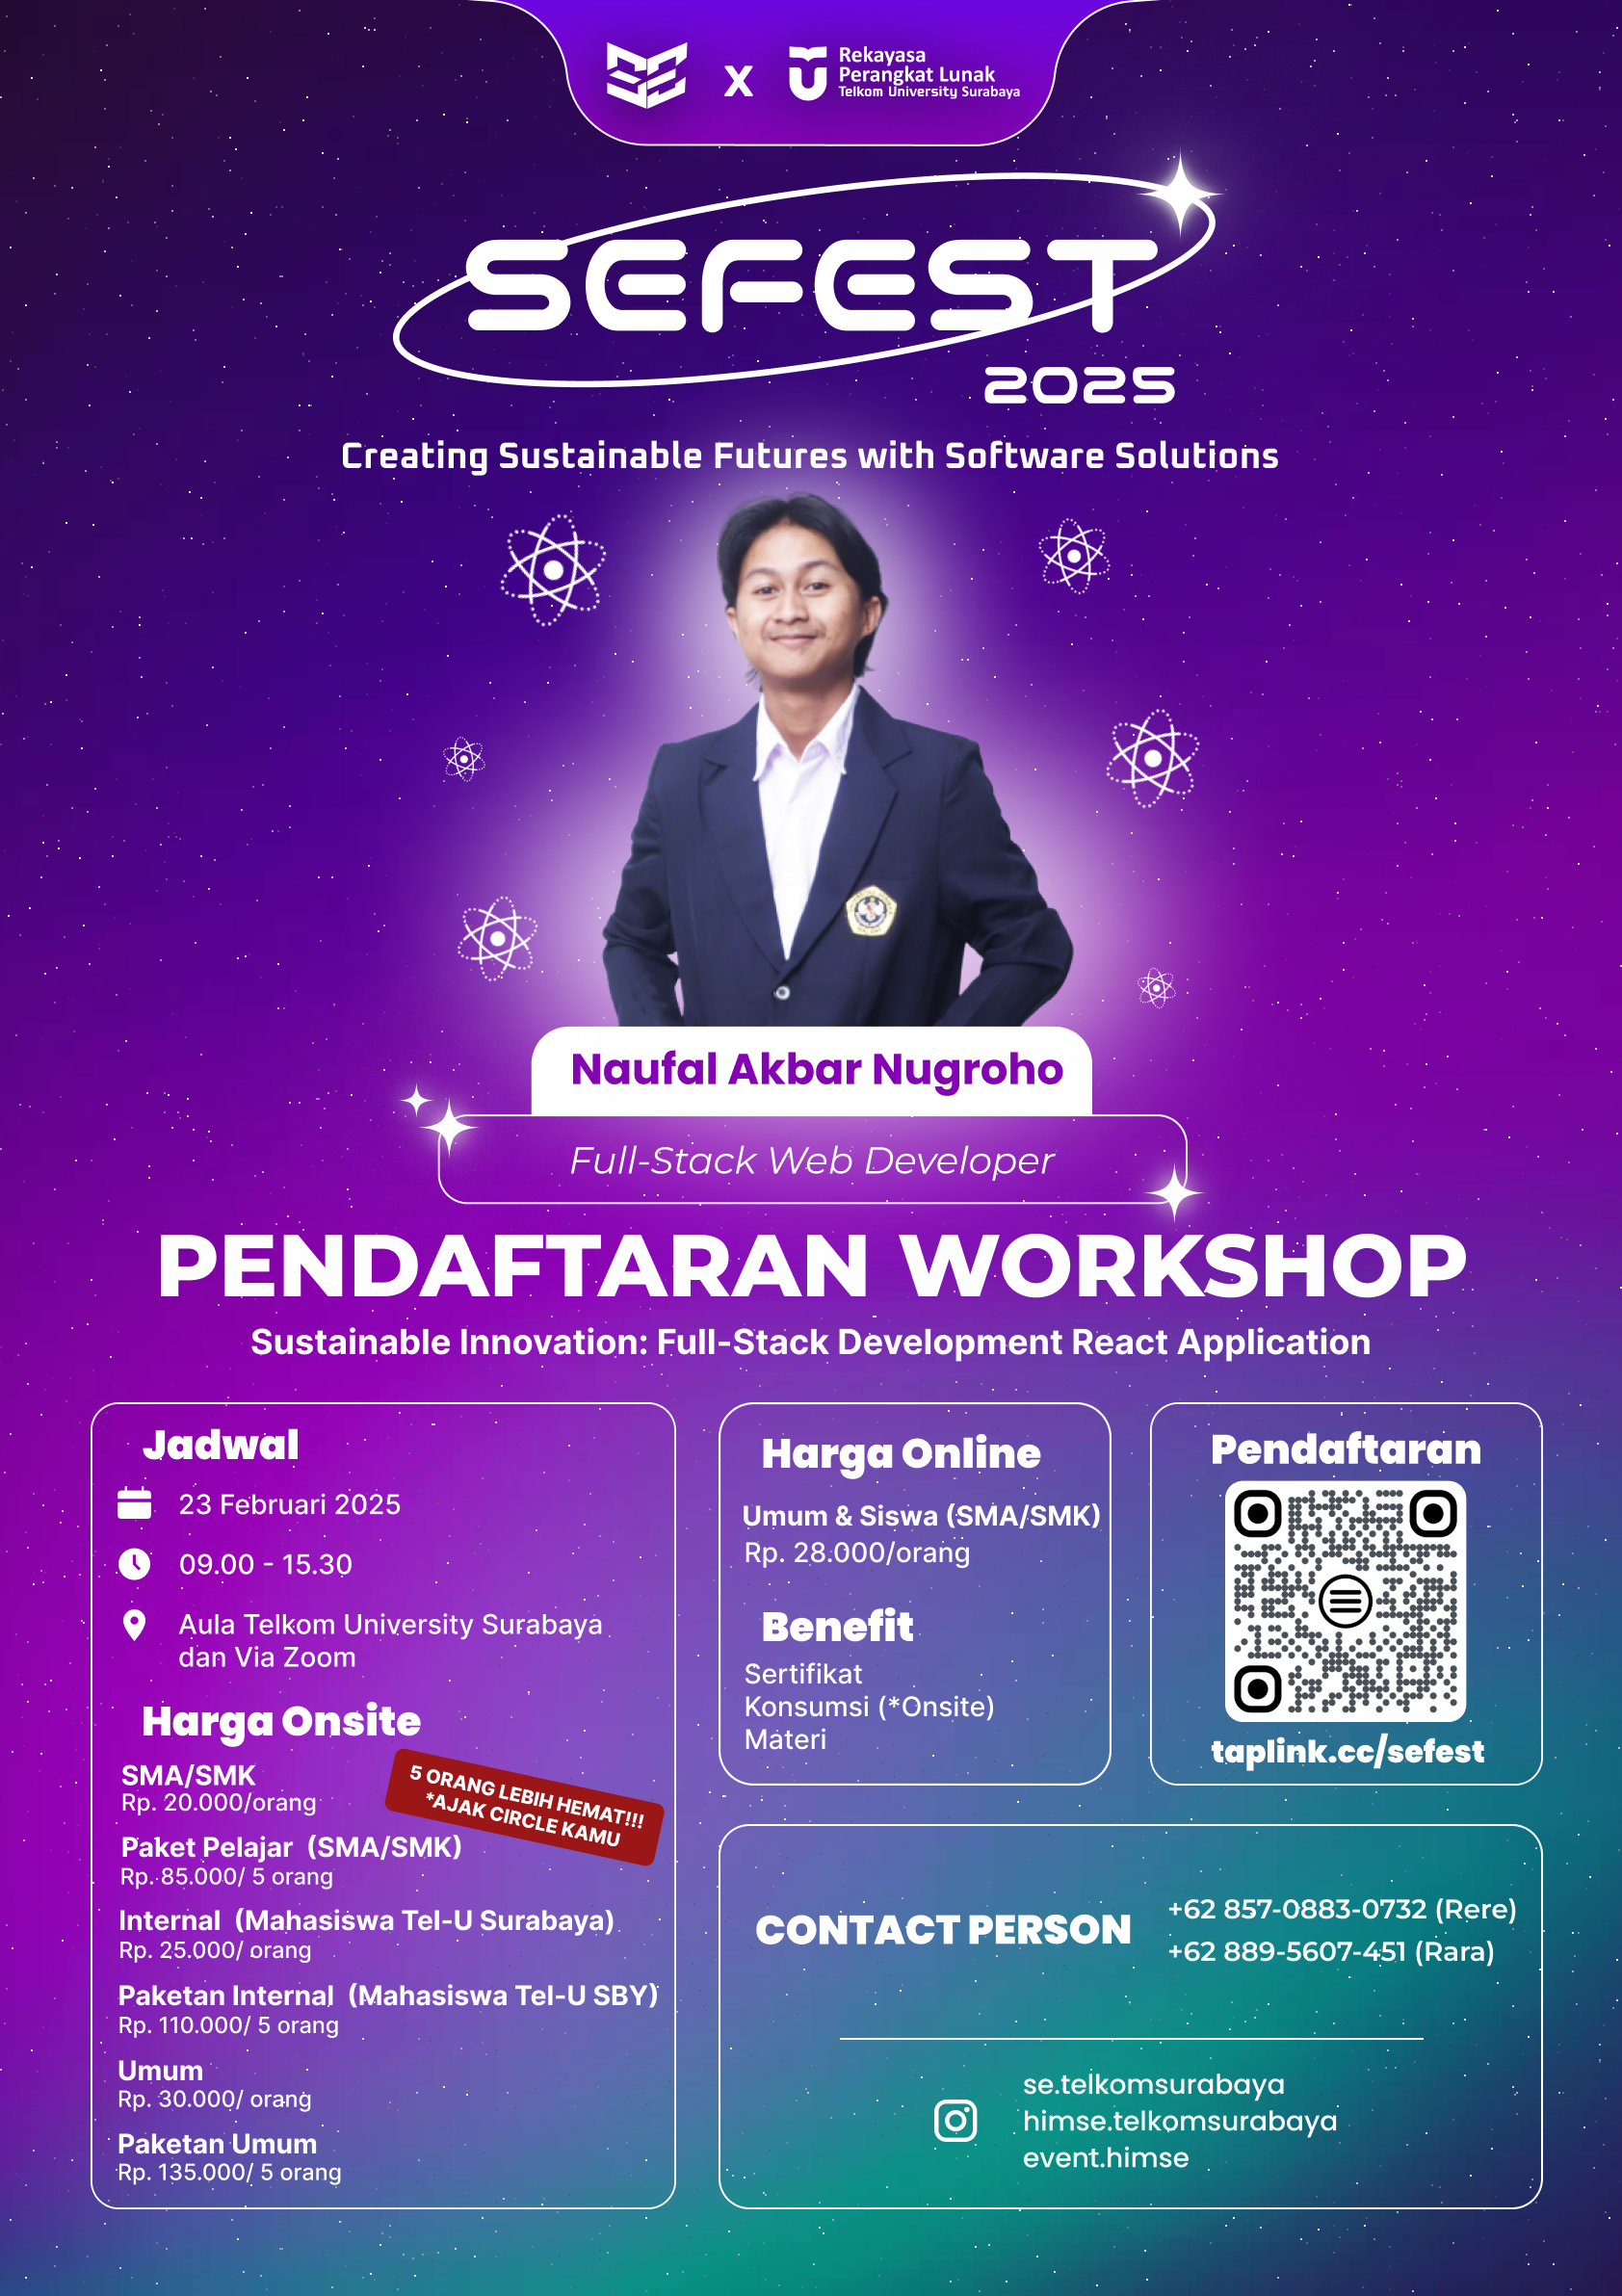 X
Rekayasa
Perangkat Lunak
Telkom University Surabaya
SEFEST
2025
Creating Sustainable Futures with Software Solutions
Naufal Akbar Nugroho
Full-Stack Web Developer
PENDAFTARAN WORKSHOP
Sustainable Innovation: Full-Stack Development React Application
Jadwal
23 Februari 2025
09.00 - 15.30
Aula Telkom University Surabaya
dan Via Zoom
Harga Onsite
SMA/SMK
Rp. 20.000/orang
5 ORANG LEBIH HEMAT!!!
*AJAK CIRCLE KAMU
Paket Pelajar (SMA/SMK)
Rp. 85.000/ 5 orang
Internal (Mahasiswa Tel-U Surabaya)
Rp. 25.000/ orang
Paketan Internal (Mahasiswa Tel-U SBY)
Rp. 110.000/ 5 orang
Umum
Rp. 30.000/ orang
Paketan Umum
Rp. 135.000/ 5 orang
Harga Online
Umum & Siswa (SMA/SMK)
Rp. 28.000/orang
Benefit
Sertifikat
Konsumsi (*Onsite)
Materi
Pendaftaran
taplink.cc/sefest
CONTACT PERSON
+62 857-0883-0732 (Rere)
+62 889-5607-451 (Rara)
se.telkomsurabaya
himse.telkomsurabaya
event.himse